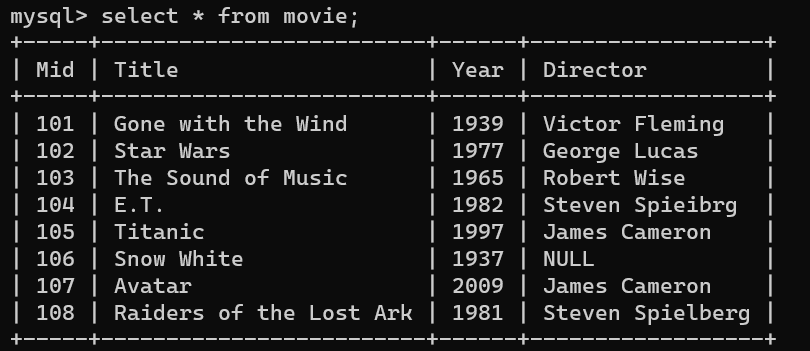 mysql> select * from movie;
+-----+-------------------------+------+------------------+
| Mid | Title                   | Year | Director         |
+-----+-------------------------+------+------------------+
| 101 | Gone with the Wind      | 1939 | Victor Fleming   |
| 102 | Star Wars               | 1977 | George Lucas     |
| 103 | The Sound of Music      | 1965 | Robert Wise      |
| 104 | E.T.                    | 1982 | Steven Spieibrg  |
| 105 | Titanic                 | 1997 | James Cameron    |
| 106 | Snow White              | 1937 | NULL             |
| 107 | Avatar                  | 2009 | James Cameron    |
| 108 | Raiders of the Lost Ark | 1981 | Steven Spielberg |
+-----+-------------------------+------+------------------+